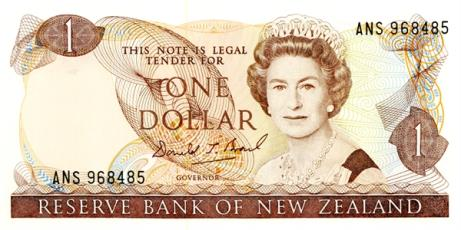 1
ANS 968485
THIS NOTE IS LEGAL
TENDER FOR
ONE
DOLLAR
ANS 968485
GOVERNOR
1
RESERVE BANK OF NEW ZEALAND